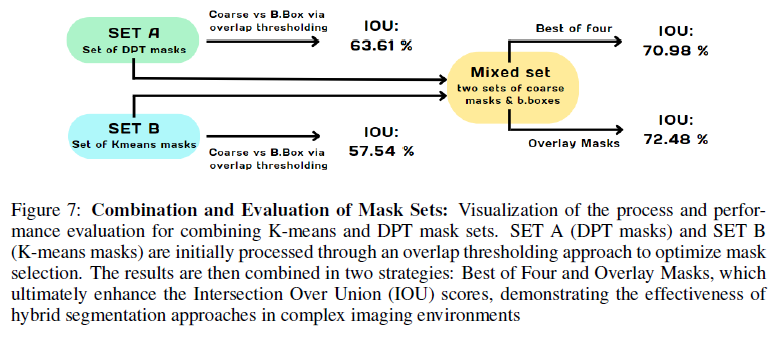 SET A
Set of DPT masks
Coarse vs B.Box via
overlap thresholding
IOU:
63.61 %
SET B
Set of Kmeans masks
Coarse vs B.Box via
overlap thresholding
IOU:
57.54 %
Mixed set
two sets of coarse
masks & b.boxes
Best of four
IOU:
70.98 %
Overlay Masks
IOU:
72.48 %
Figure 7: Combination and Evaluation of Mask Sets: Visualization of the process and perfor-
mance evaluation for combining K-means and DPT mask sets. SET A (DPT masks) and SET B
(K-means masks) are initially processed through an overlap thresholding approach to optimize mask
selection. The results are then combined in two strategies: Best of Four and Overlay Masks, which
ultimately enhance the Intersection Over Union (IOU) scores, demonstrating the effectiveness of
hybrid segmentation approaches in complex imaging environments